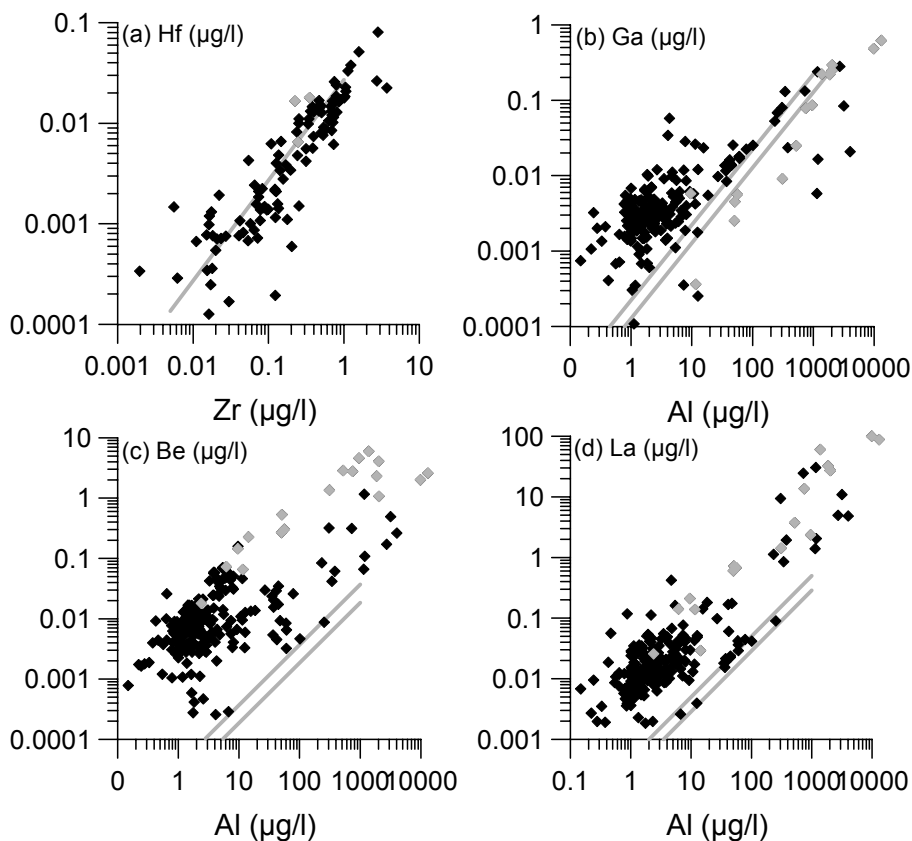 (a) Hf (µg/l)
0.1
0.01
0.001
0.0001
0.001 0.01 0.1 1 10
Zr (µg/l)
(b) Ga (µg/l)
1
0.1
0.01
0.001
0.0001
0 1 10 100 1000 10000
Al (µg/l)
(c) Be (µg/l)
10
1
0.1
0.01
0.001
0.0001
0 1 10 100 1000 10000
Al (µg/l)
(d) La (µg/l)
100
10
1
0.1
0.01
0.001
0.1 1 10 100 1000 10000
Al (µg/l)